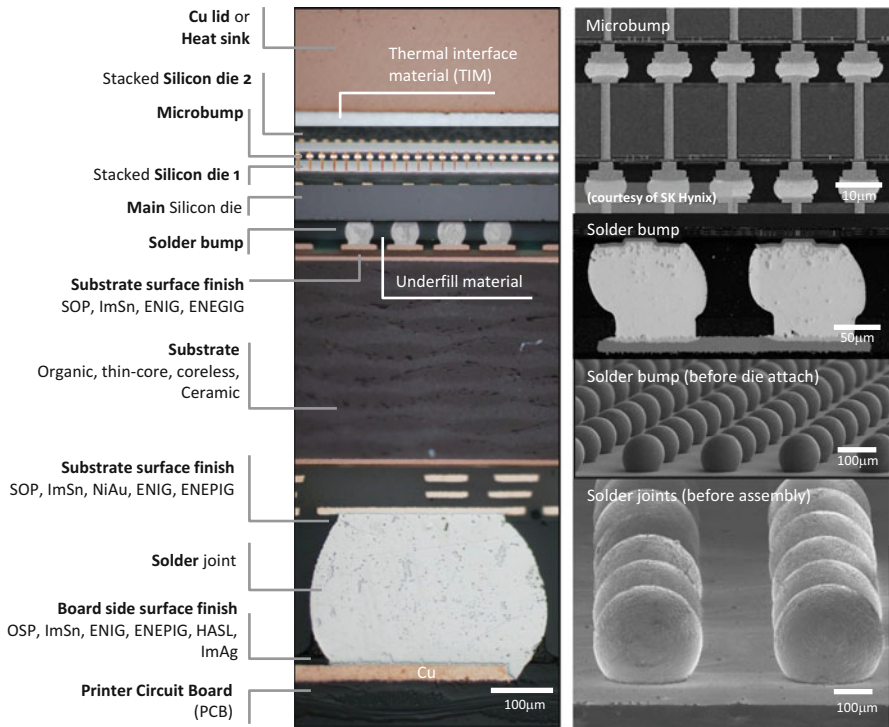 Cu lid or
Heat sink
Stacked Silicon die 2
Microbump
Stacked Silicon die 1
Main Silicon die
Solder bump
Substrate surface finish
SOP, ImSn, ENIG, ENEGIG
Substrate
Organic, thin-core, coreless,
Ceramic
Substrate surface finish
SOP, ImSn, NiAu, ENIG, ENEPIG
Solder joint
Board side surface finish
OSP, ImSn, ENIG, ENEPIG, HASL,
ImAg
Printer Circuit Board
(PCB)
Thermal interface
material (TIM)
Underfill material
Cu
100μm
Microbump
10μm
(courtesy of SK Hynix)
Solder bump
50μm
Solder bump (before die attach)
100μm
Solder joints (before assembly)
100μm